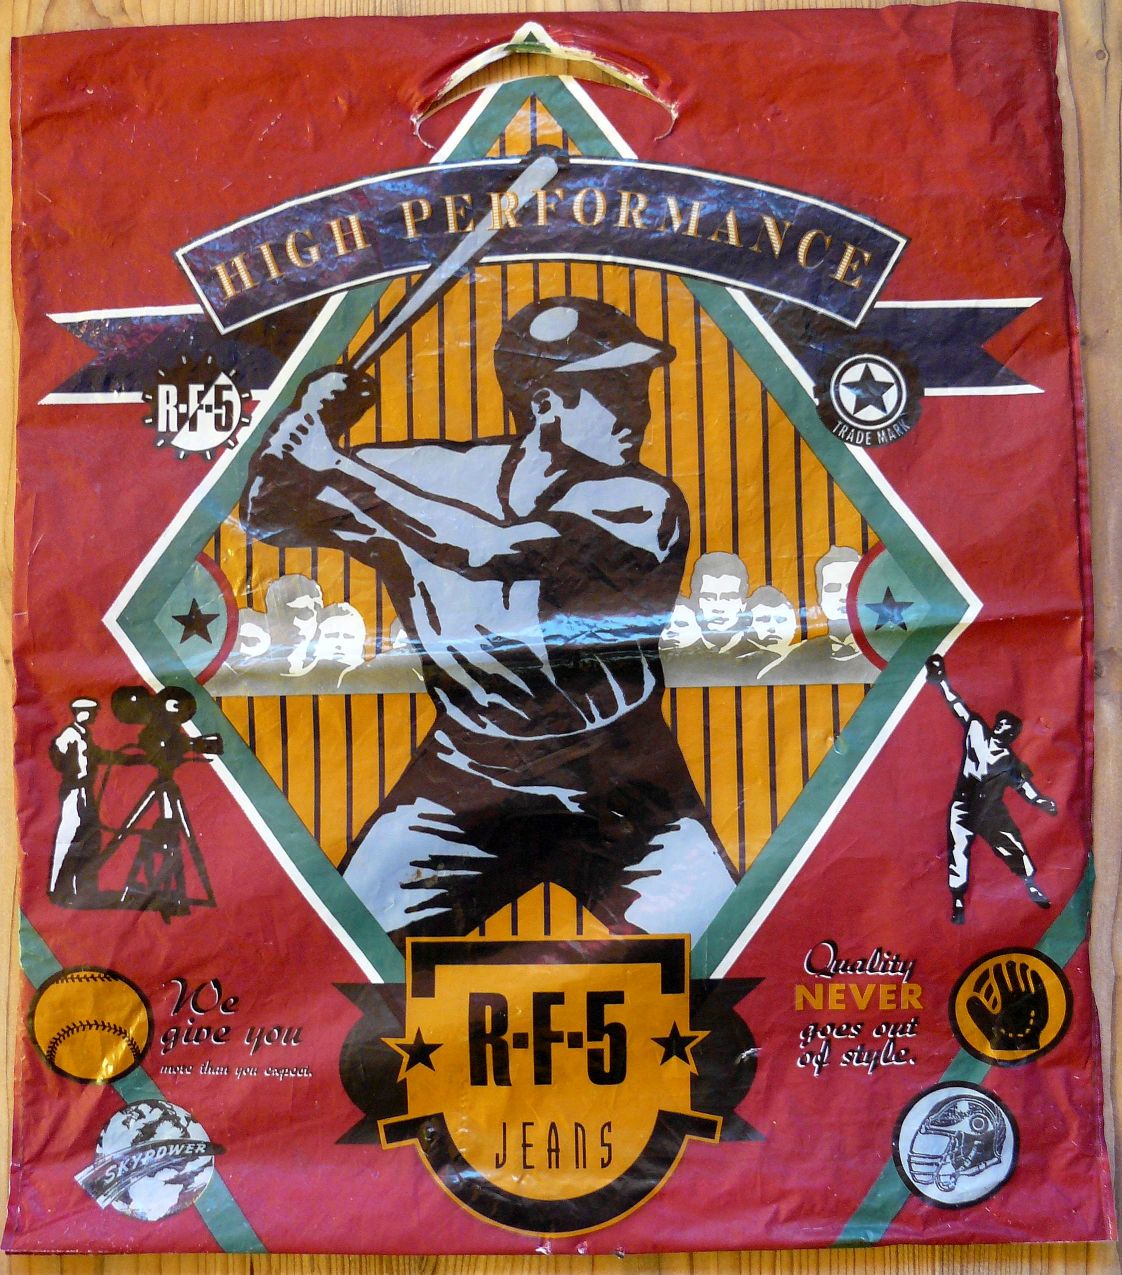 HIGH PERFORMANCE
R-F-5
TRADE MARK
We
give you
more than you expect.
Quality
NEVER
goes out
of style.
SKYPOWER
R-F-5
JEANS